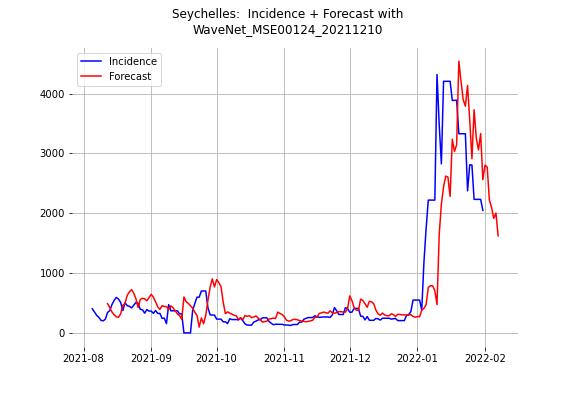 Seychelles:  Incidence + Forecast with
WaveNet_MSE00124_20211210
Incidence
Forecast
4000
3000
2000
1000
0
2021-08 2021-09 2021-10 2021-11 2021-12 2022-01 2022-02